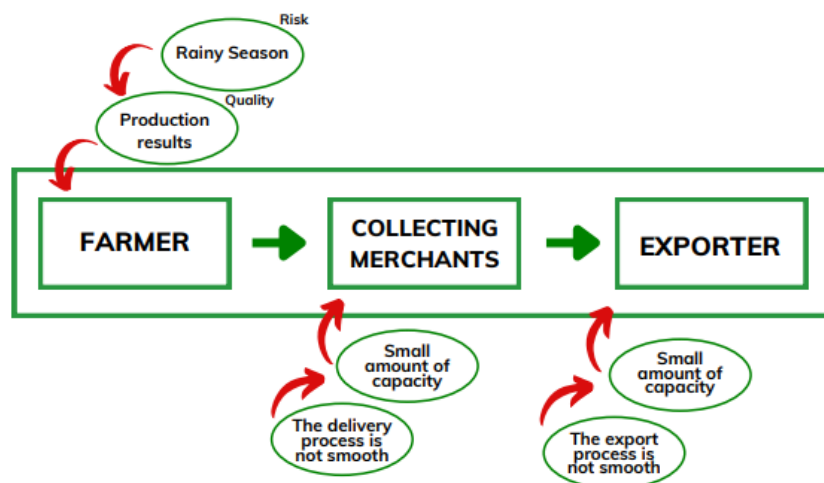 Risk
Rainy Season
Quality
Production
results
FARMER
COLLECTING
MERCHANTS
EXPORTER
Small
amount of
capacity
The delivery
process is
not smooth
Small
amount of
capacity
The export
process is
not smooth